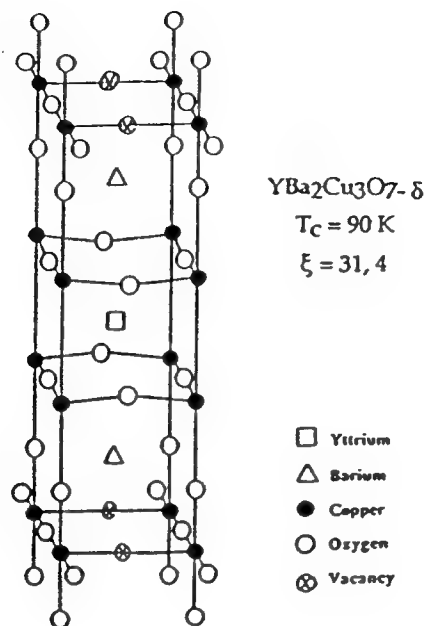 YBa2Cu3O7- δ
Tc = 90 K
ξ = 31, 4
Yttrium
Barium
Copper
Oxygen
Vacancy